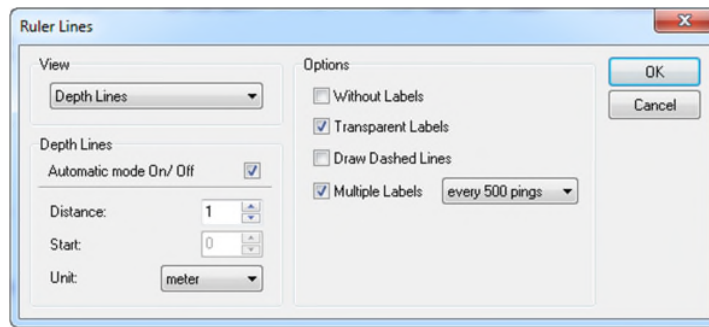 Ruler Lines
View
Depth Lines
Depth Lines
Automatic mode On/ Off
Distance: 1
Start: 0
Unit: meter
Options
Without Labels
Transparent Labels
Draw Dashed Lines
Multiple Labels every 500 pings
OK
Cancel